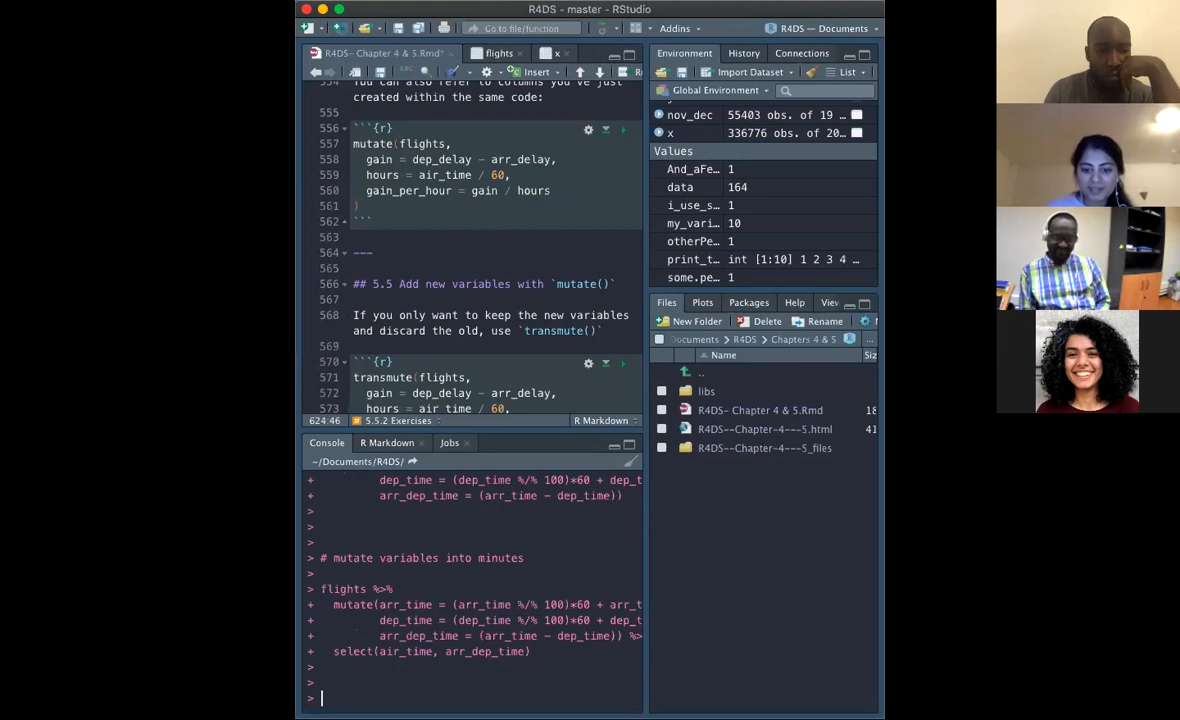 R4DS - master - RStudio
Go to file/function
Addins
R4DS - Documents
R4DS- Chapter 4 & 5.Rmd*
flights
x
Insert
You can also refer to columns you've just
created within the same code:
555
556 ```{r}
557 mutate(flights,
558 gain = dep_delay - arr_delay,
559 hours = air_time / 60,
560 gain_per_hour = gain / hours
561 )
562 ```
563
564 ---
565
566 ## 5.5 Add new variables with `mutate()`
567
568 If you only want to keep the new variables
and discard the old, use `transmute()`
569
570 ```{r}
571 transmute(flights,
572 gain = dep_delay - arr_delay,
573 hours = air_time / 60,
624:46
5.5.2 Exercises
R Markdown
Console
R Markdown
Jobs
~/Documents/R4DS/
+ dep_time = (dep_time %/% 100)*60 + dep_t
+ arr_dep_time = (arr_time - dep_time))
>
>
>
> # mutate variables into minutes
>
> flights %>%
+ mutate(arr_time = (arr_time %/% 100)*60 + arr_t
+ dep_time = (dep_time %/% 100)*60 + dep_t
+ arr_dep_time = (arr_time - dep_time)) %>
+ select(air_time, arr_dep_time)
>
>
>
Environment
History
Connections
Import Dataset
List
Global Environment
nov_dec 55403 obs. of 19 …
x 336776 obs. of 20…
Values
And_aFe… 1
data 164
i_use_s… 1
my_vari… 10
otherPe… 1
print_t… int [1:10] 1 2 3 4 …
some.pe… 1
Files
Plots
Packages
Help
View
New Folder
Delete
Rename
Documents > R4DS > Chapters 4 & 5
...
Name
Siz
..
libs
R4DS- Chapter 4 & 5.Rmd 18
R4DS--Chapter-4---5.html 41
R4DS--Chapter-4---5_files